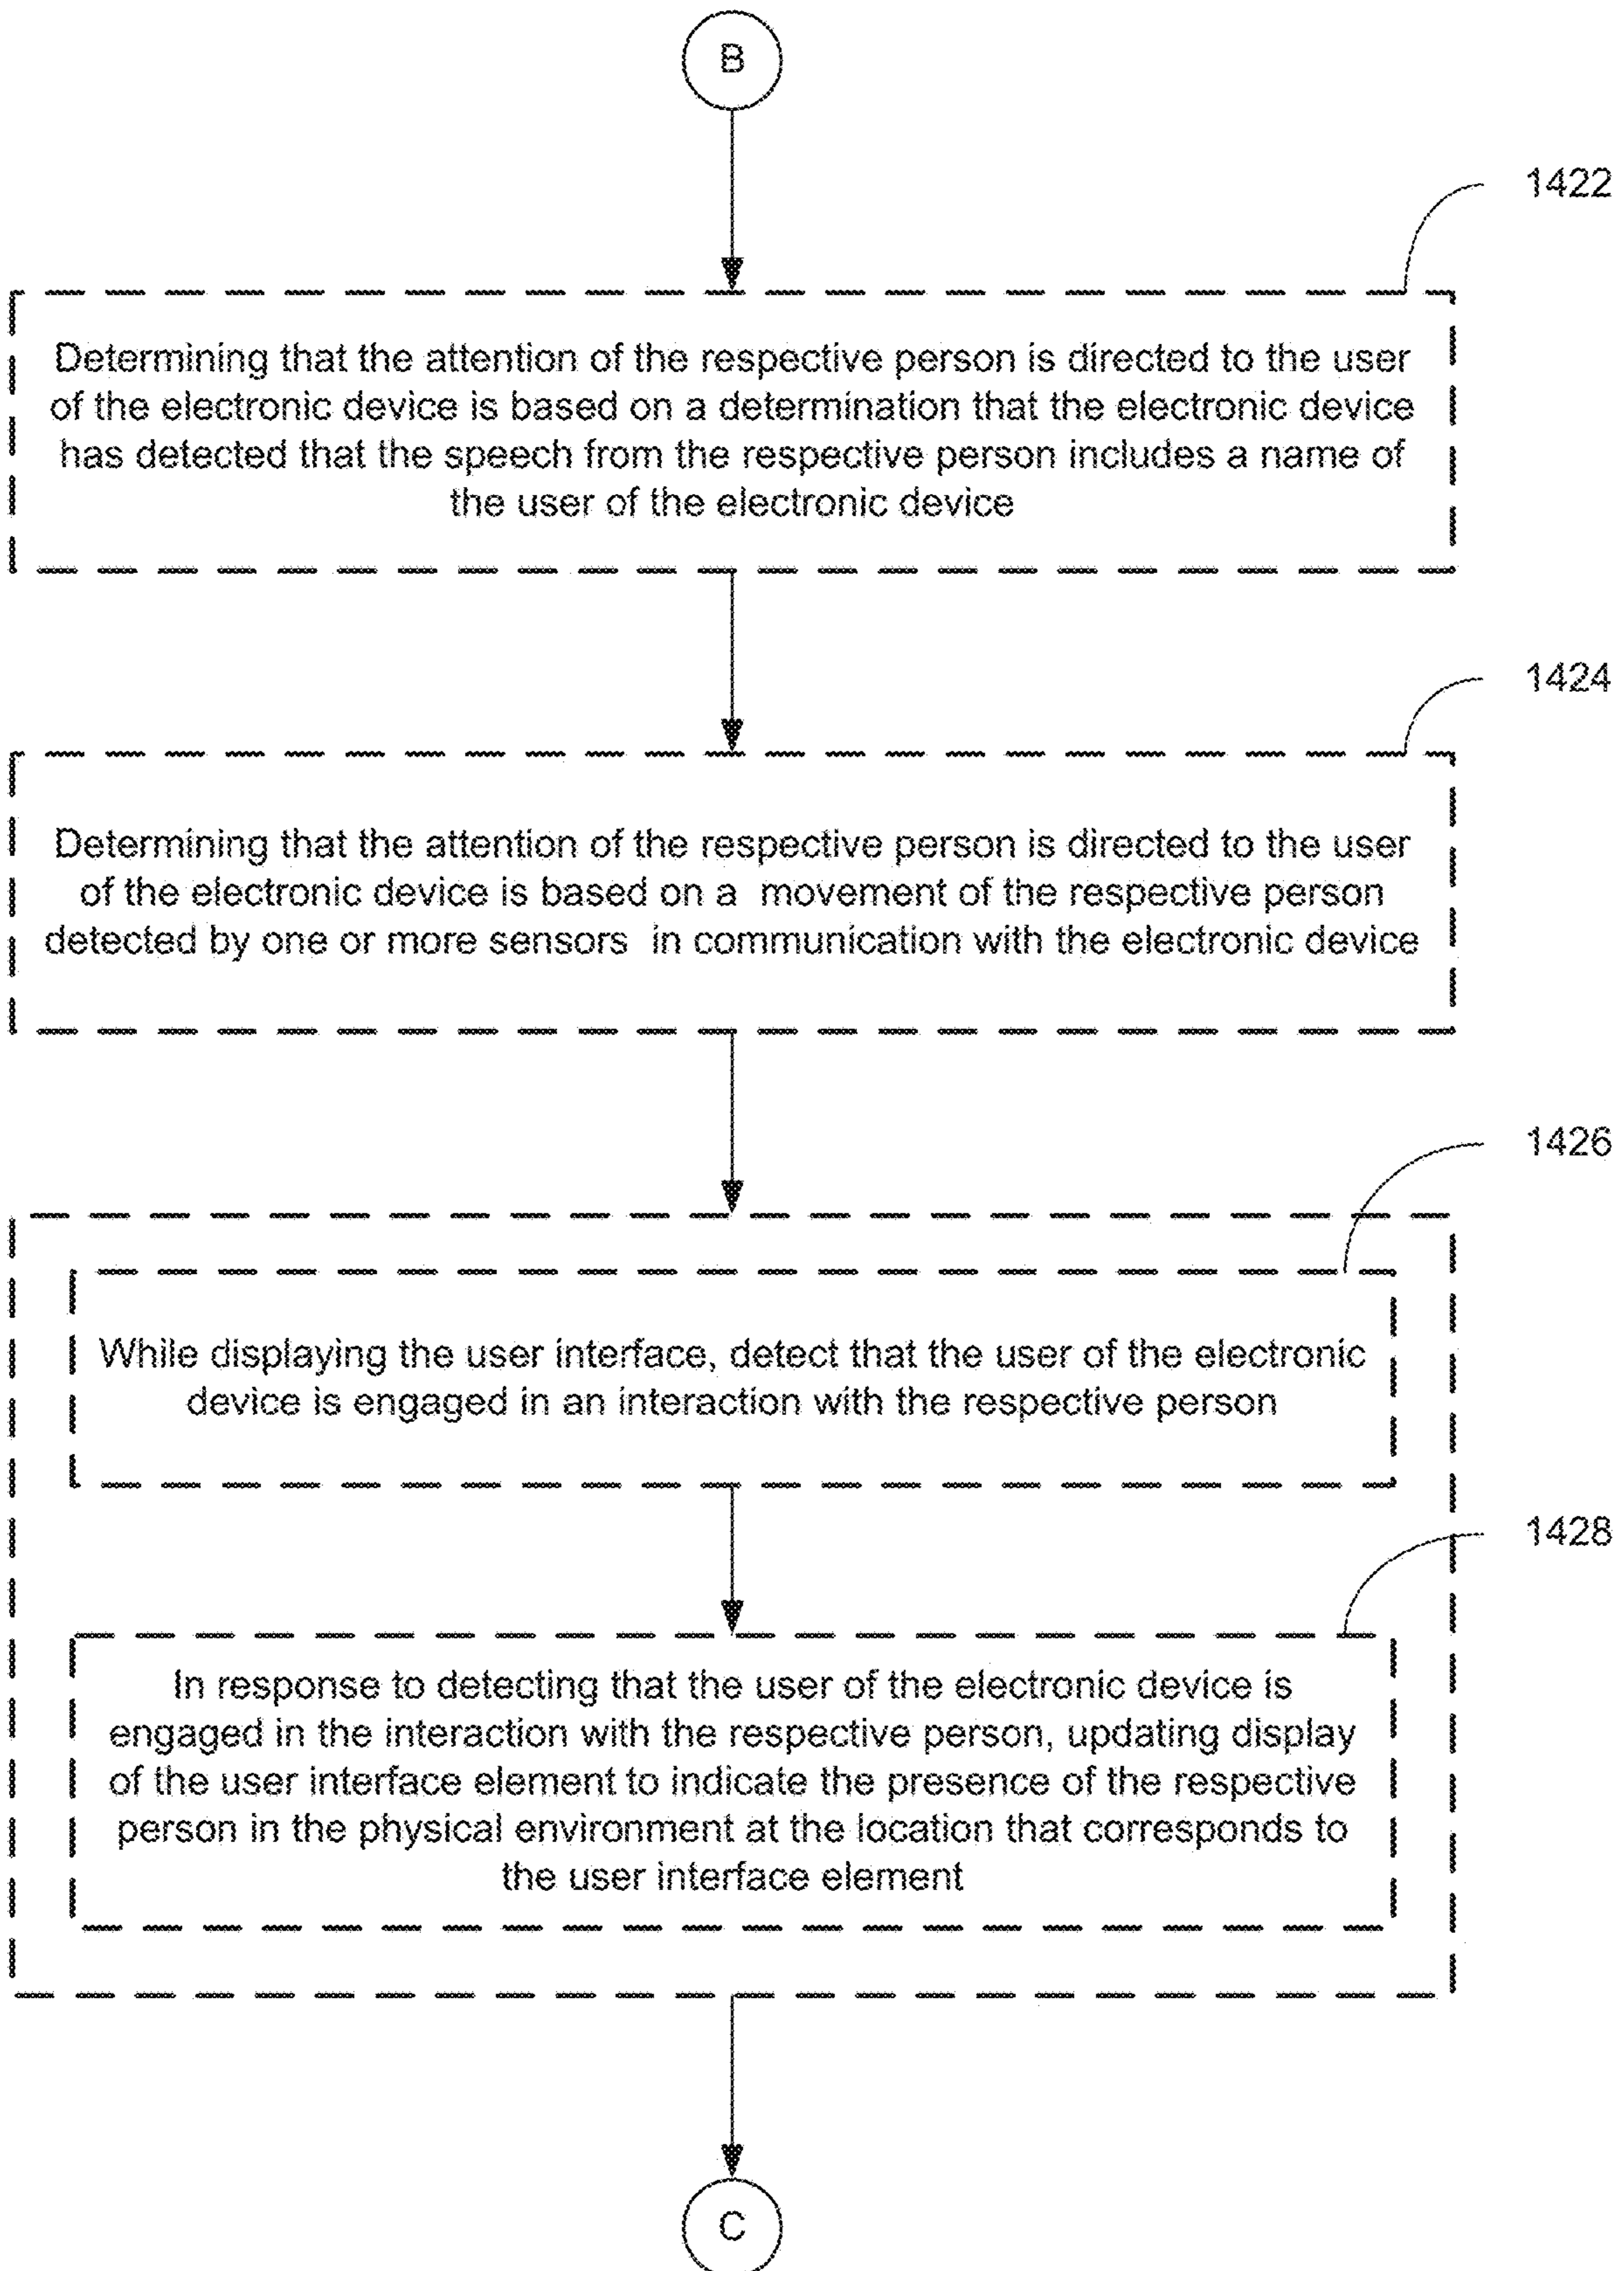 B
1422
Determining that the attention of the respective person is directed to the user
of the electronic device is based on a determination that the electronic device
has detected that the speech from the respective person includes a name of
the user of the electronic device
1424
Determining that the attention of the respective person is directed to the user
of the electronic device is based on a movement of the respective person
detected by one or more sensors in communication with the electronic device
1426
While displaying the user interface, detect that the user of the electronic
device is engaged in an interaction with the respective person
1428
In response to detecting that the user of the electronic device is
engaged in the interaction with the respective person, updating display
of the user interface element to indicate the presence of the respective
person in the physical environment at the location that corresponds to
the user interface element
C